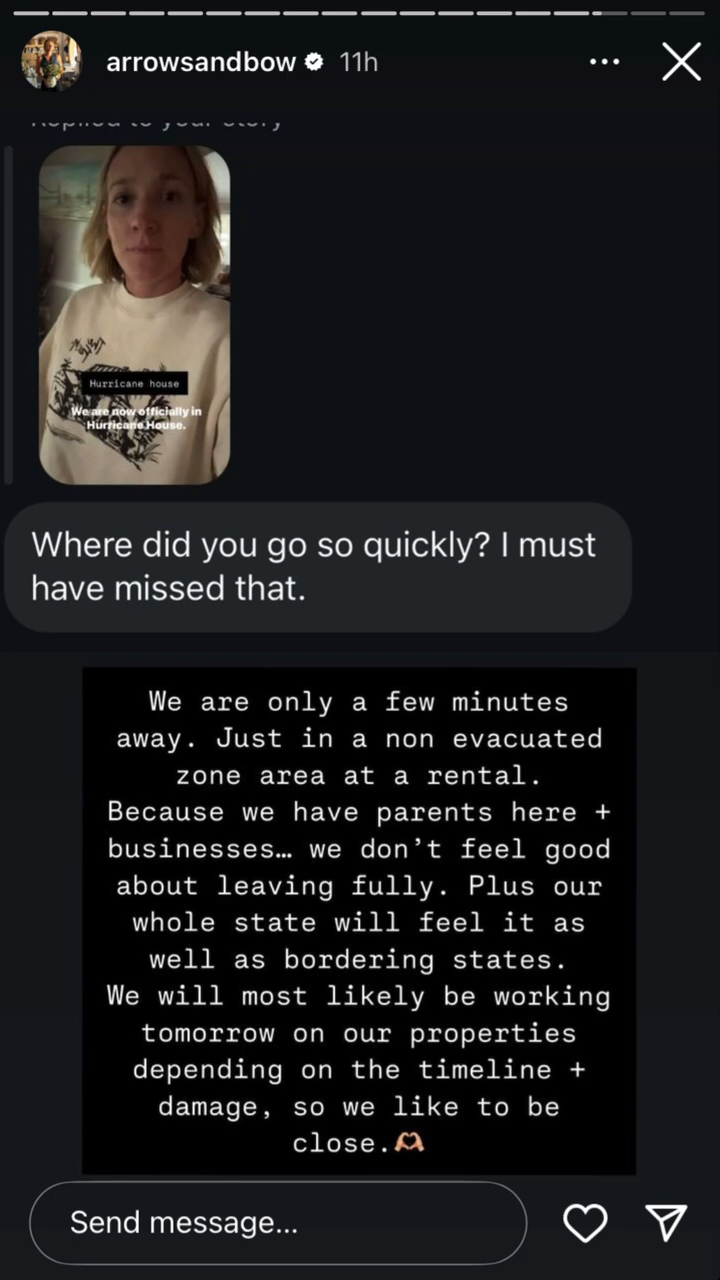 arrowsandbow 11h
Replied to your story
Hurricane house
We are now officially in
Hurricane House.
Where did you go so quickly? I must
have missed that.
We are only a few minutes
away. Just in a non evacuated
zone area at a rental.
Because we have parents here +
businesses… we don’t feel good
about leaving fully. Plus our
whole state will feel it as
well as bordering states.
We will most likely be working
tomorrow on our properties
depending on the timeline +
damage, so we like to be
close.🫶🏼
Send message...